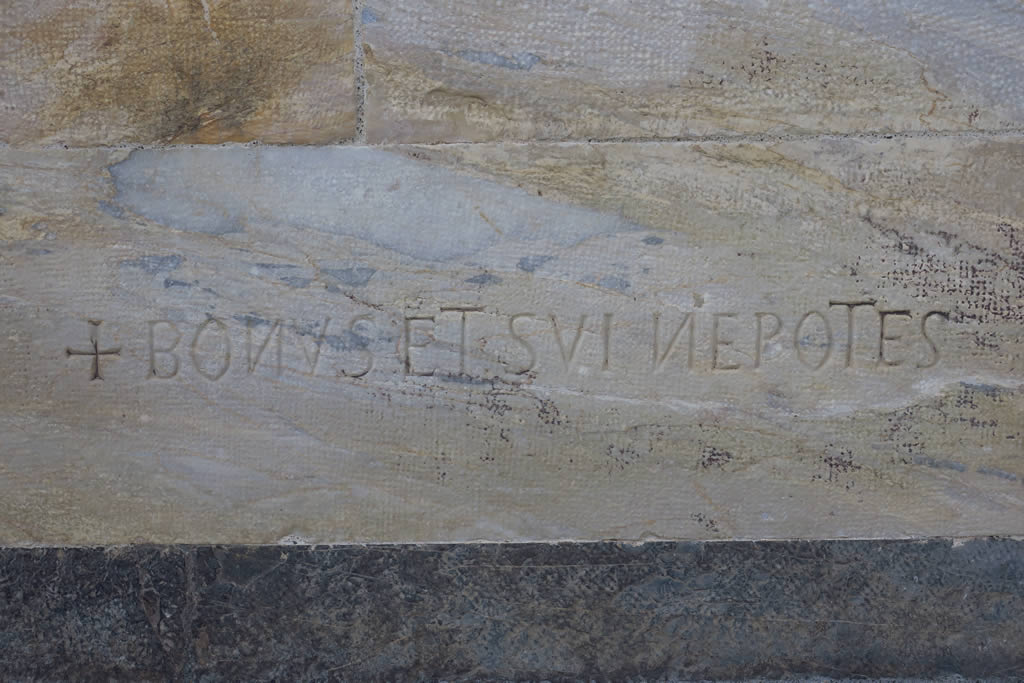 + BONVS ET SVI NEPOTES